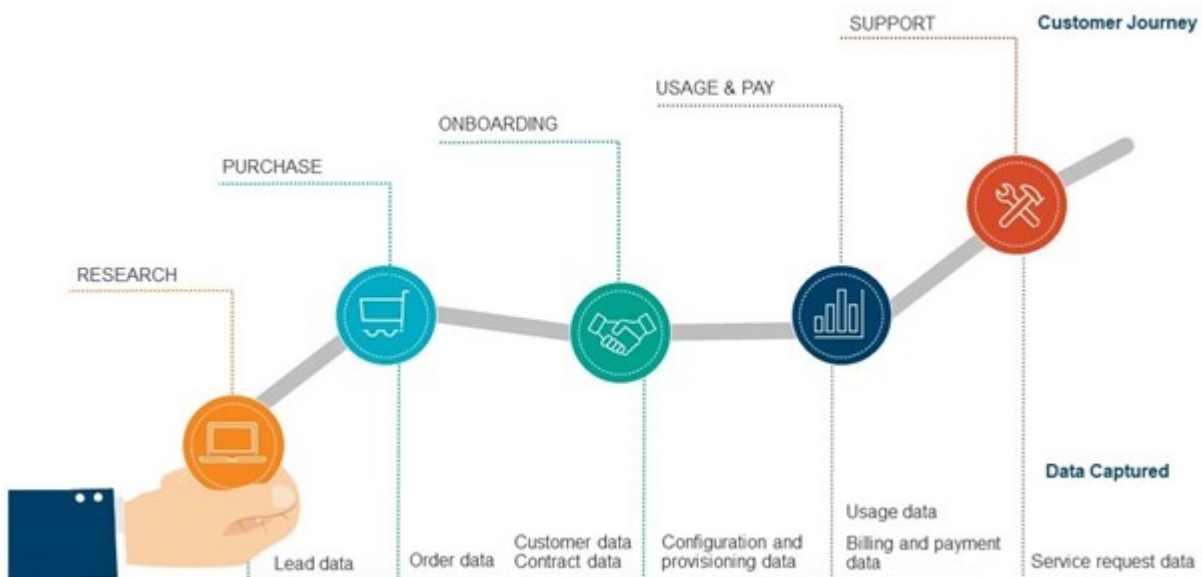 SUPPORT
Customer Journey
USAGE & PAY
ONBOARDING
PURCHASE
RESEARCH
Data Captured
Lead data
Order data
Customer data
Contract data
Configuration and
provisioning data
Usage data
Billing and payment
data
Service request data